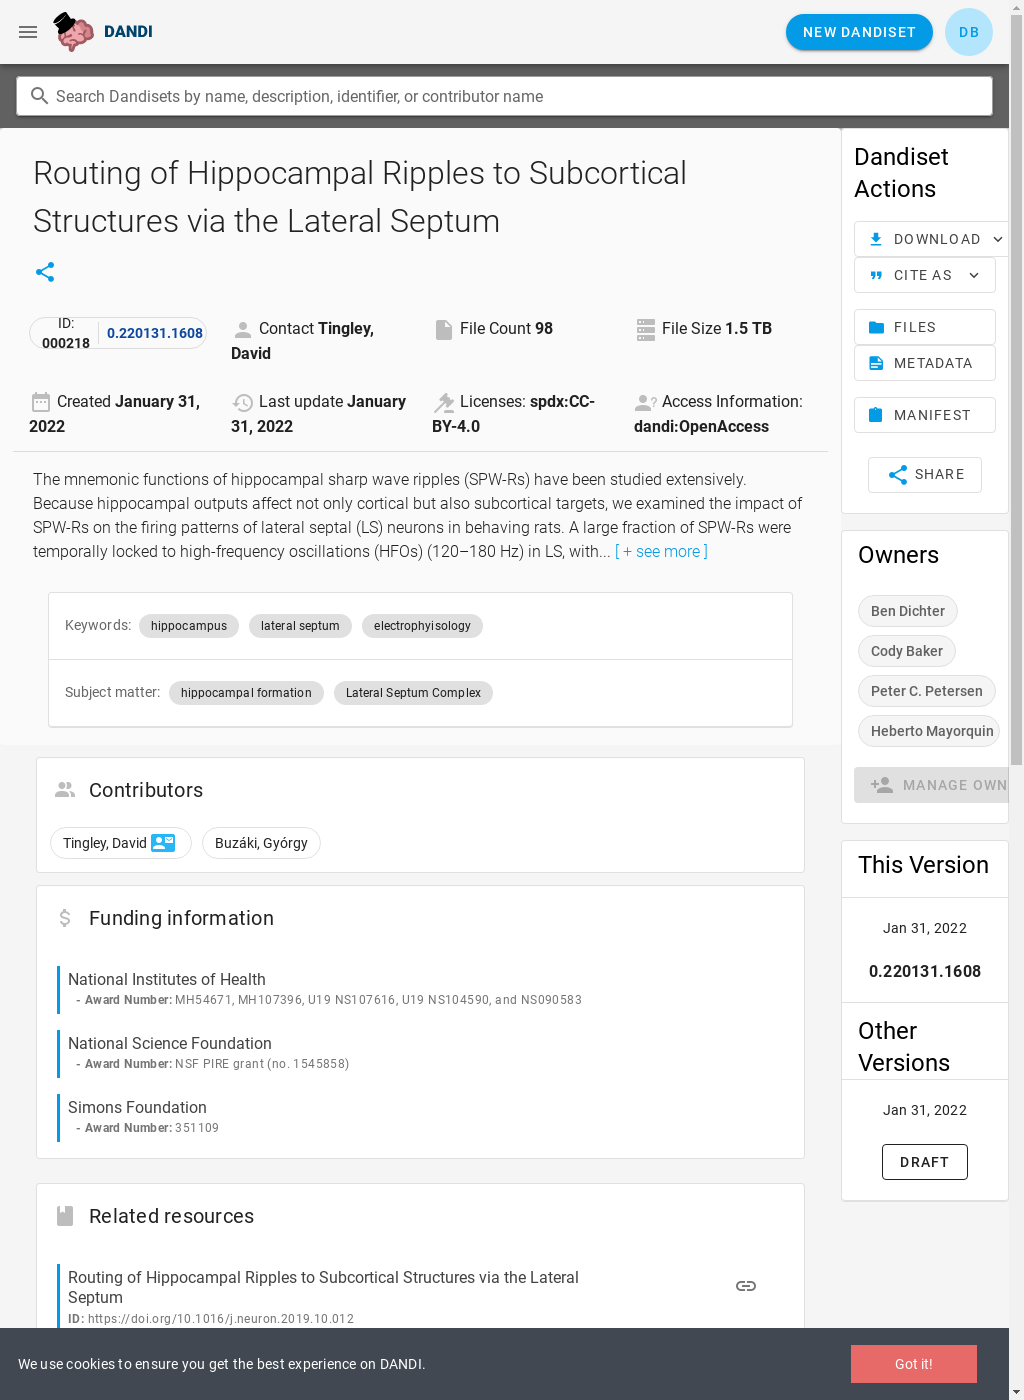 DANDI
NEW DANDISET
DB
Search Dandisets by name, description, identifier, or contributor name
Routing of Hippocampal Ripples to Subcortical
Structures via the Lateral Septum
ID:
000218
0.220131.1608
Contact Tingley,
David
File Count 98
File Size 1.5 TB
Created January 31,
2022
Last update January
31, 2022
Licenses: spdx:CC-
BY-4.0
Access Information:
dandi:OpenAccess
The mnemonic functions of hippocampal sharp wave ripples (SPW-Rs) have been studied extensively.
Because hippocampal outputs affect not only cortical but also subcortical targets, we examined the impact of
SPW-Rs on the firing patterns of lateral septal (LS) neurons in behaving rats. A large fraction of SPW-Rs were
temporally locked to high-frequency oscillations (HFOs) (120–180 Hz) in LS, with... [ + see more ]
Keywords: hippocampus lateral septum electrophyisology
Subject matter: hippocampal formation Lateral Septum Complex
Contributors
Tingley, David
Buzáki, Gyórgy
Funding information
National Institutes of Health
- Award Number: MH54671, MH107396, U19 NS107616, U19 NS104590, and NS090583
National Science Foundation
- Award Number: NSF PIRE grant (no. 1545858)
Simons Foundation
- Award Number: 351109
Related resources
Routing of Hippocampal Ripples to Subcortical Structures via the Lateral
Septum
ID: https://doi.org/10.1016/j.neuron.2019.10.012
Dandiset
Actions
DOWNLOAD
CITE AS
FILES
METADATA
MANIFEST
SHARE
Owners
Ben Dichter
Cody Baker
Peter C. Petersen
Heberto Mayorquin
MANAGE OWN
This Version
Jan 31, 2022
0.220131.1608
Other
Versions
Jan 31, 2022
DRAFT
We use cookies to ensure you get the best experience on DANDI.
Got it!